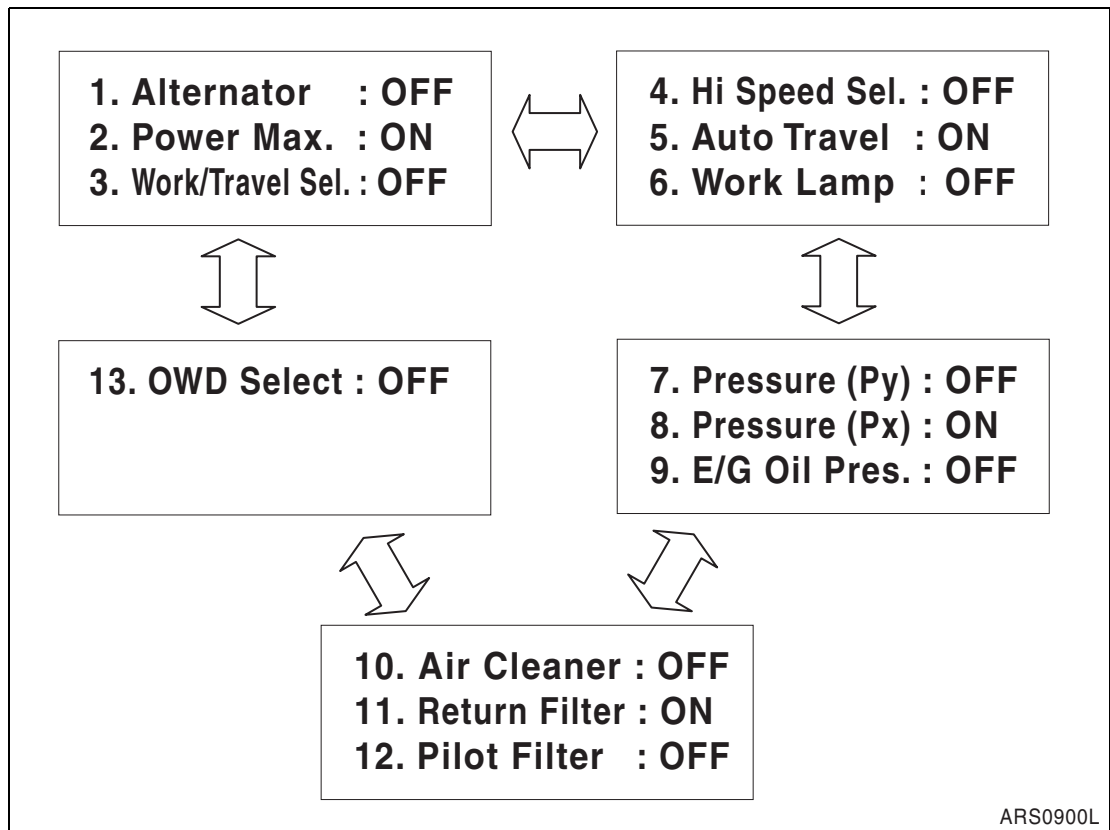 1. Alternator : OFF
2. Power Max. : ON
3. Work/Travel Sel. : OFF
4. Hi Speed Sel. : OFF
5. Auto Travel : ON
6. Work Lamp : OFF
13. OWD Select : OFF
7. Pressure (Py) : OFF
8. Pressure (Px) : ON
9. E/G Oil Pres. : OFF
10. Air Cleaner : OFF
11. Return Filter : ON
12. Pilot Filter : OFF
ARS0900L